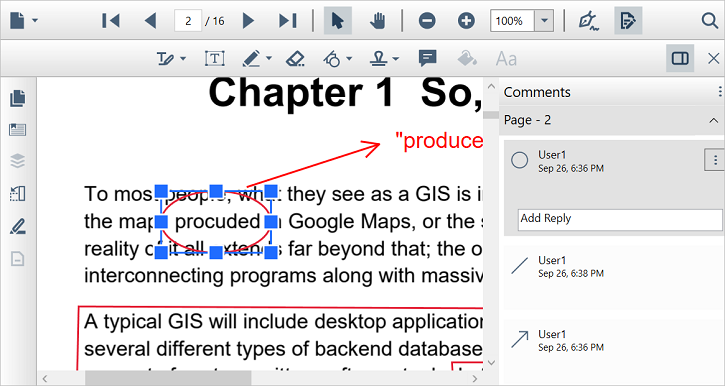 2 / 16
100%
T
Aa
Chapter 1 So,
"produce
To most people, what they see as a GIS is i
the map procuded n Google Maps, or the s
reality of it all extends far beyond that; the o
interconnecting programs along with massiv
A typical GIS will include desktop application
several different types of backend database
Comments
Page - 2
User1
Sep 26, 6:36 PM
Add Reply
User1
Sep 26, 6:38 PM
User1
Sep 26, 6:36 PM